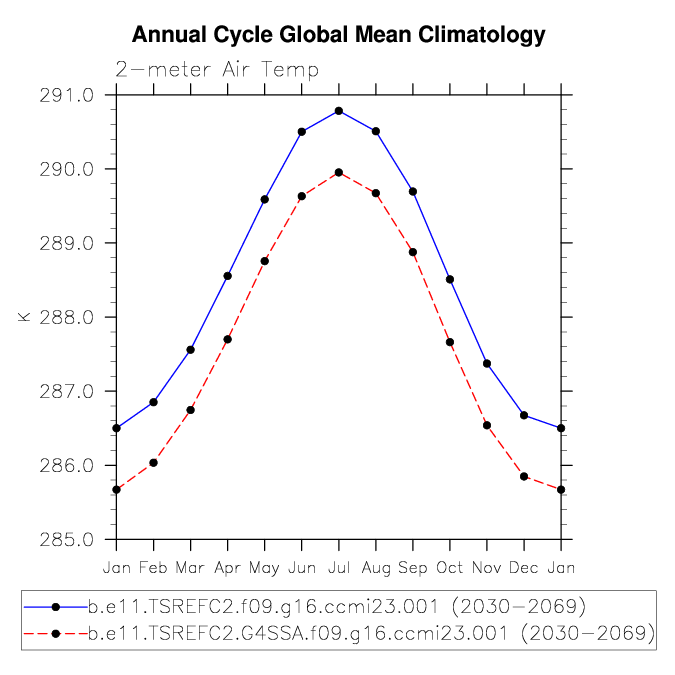 Annual Cycle Global Mean Climatology
2-meter Air Temp
291.0
290.0
289.0
288.0
287.0
286.0
285.0
K
Jan Feb Mar Apr May Jun Jul Aug Sep Oct Nov Dec Jan
b.e11.TSREFC2.f09.g16.ccmi23.001 (2030-2069)
b.e11.TSREFC2.G4SSA.f09.g16.ccmi23.001 (2030-2069)